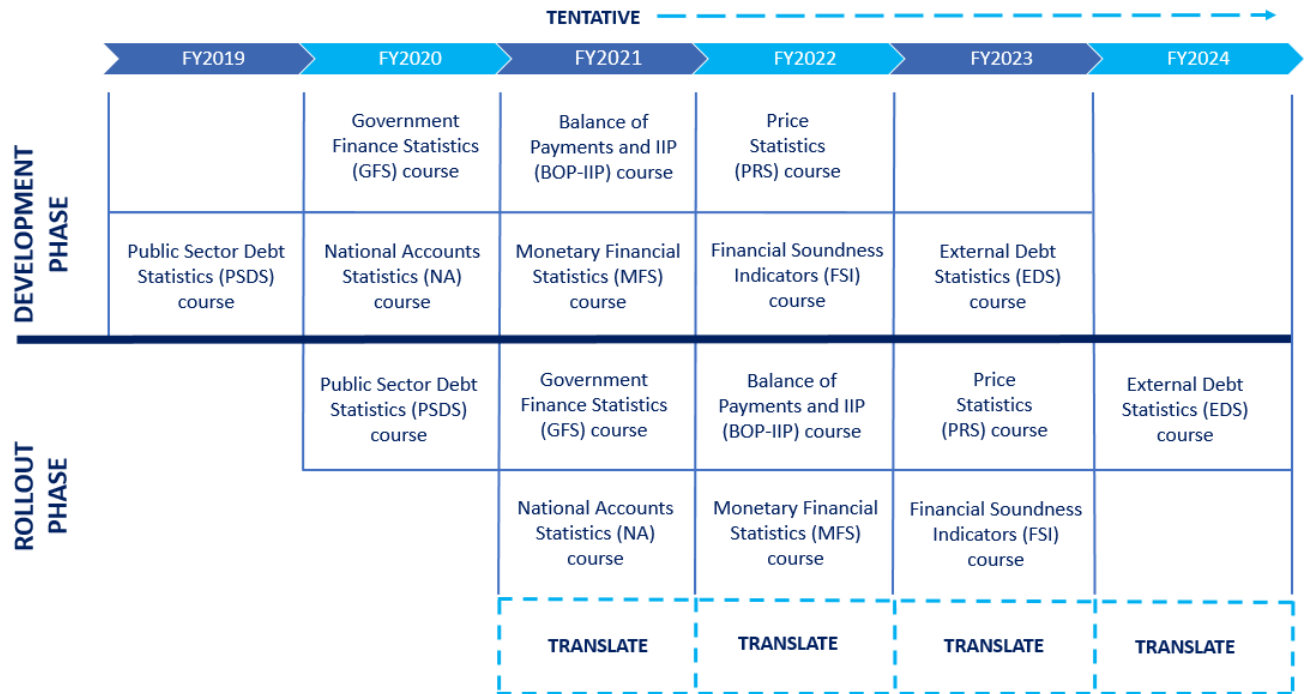 TENTATIVE
FY2019
FY2020
FY2021
FY2022
FY2023
FY2024
DEVELOPMENT
PHASE
Government
Finance Statistics
(GFS) course
Balance of
Payments and IIP
(BOP-IIP) course
Price
Statistics
(PRS) course
Public Sector Debt
Statistics (PSDS)
course
National Accounts
Statistics (NA)
course
Monetary Financial
Statistics (MFS)
course
Financial Soundness
Indicators (FSI)
course
External Debt
Statistics (EDS)
course
ROLLOUT
PHASE
Public Sector Debt
Statistics (PSDS)
course
Government
Finance Statistics
(GFS) course
Balance of
Payments and IIP
(BOP-IIP) course
Price
Statistics
(PRS) course
External Debt
Statistics (EDS)
course
National Accounts
Statistics (NA)
course
Monetary Financial
Statistics (MFS)
course
Financial Soundness
Indicators (FSI)
course
TRANSLATE
TRANSLATE
TRANSLATE
TRANSLATE